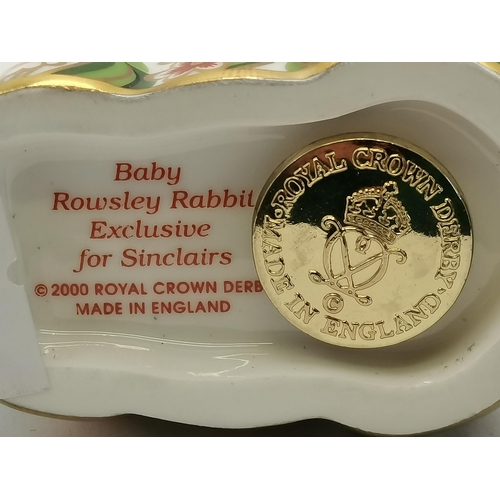 Baby
Rowsley Rabbit
Exclusive
for Sinclairs
© 2000 ROYAL CROWN DERB
MADE IN ENGLAND
·ROYAL CROWN DERBY·
MADE IN ENGLAND
©